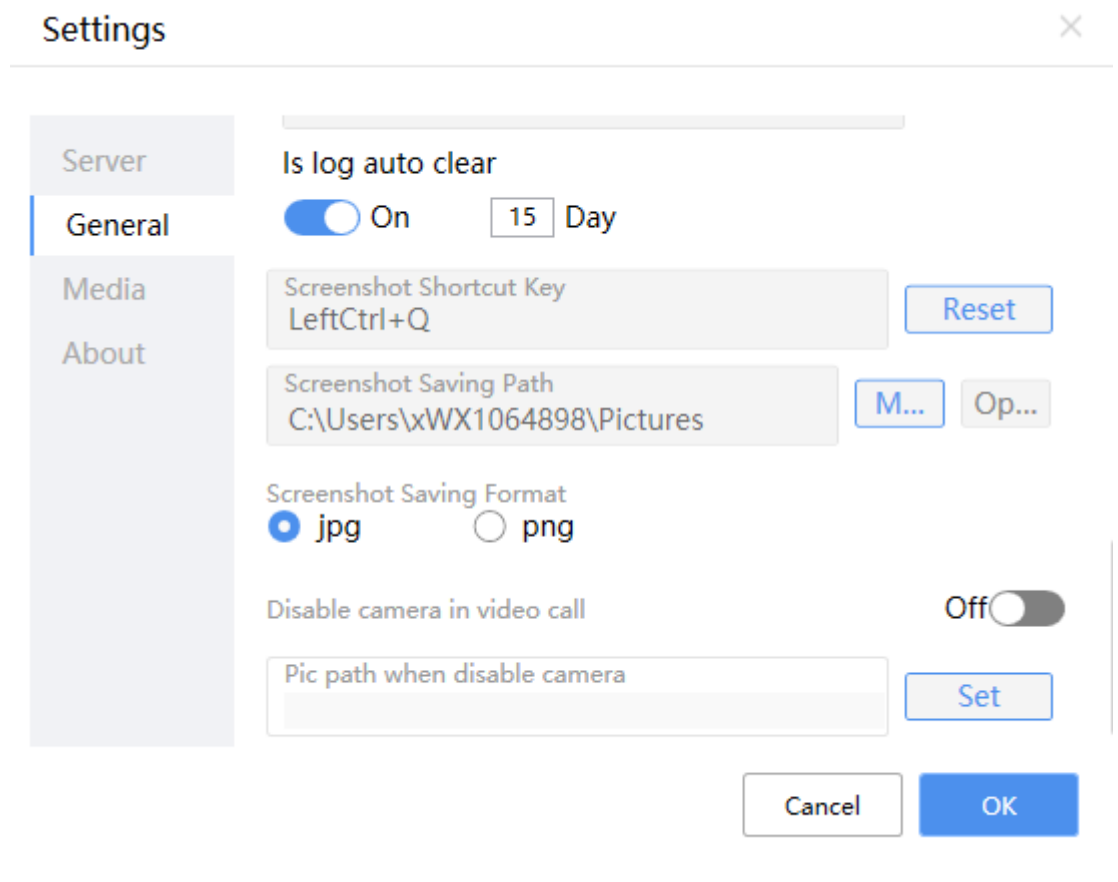 Settings
Server
General
Media
About
Is log auto clear
On 15 Day
Screenshot Shortcut Key
LeftCtrl+Q
Reset
Screenshot Saving Path
C:\Users\xWX1064898\Pictures
M... Op...
Screenshot Saving Format
jpg png
Disable camera in video call Off
Pic path when disable camera
Set
Cancel OK